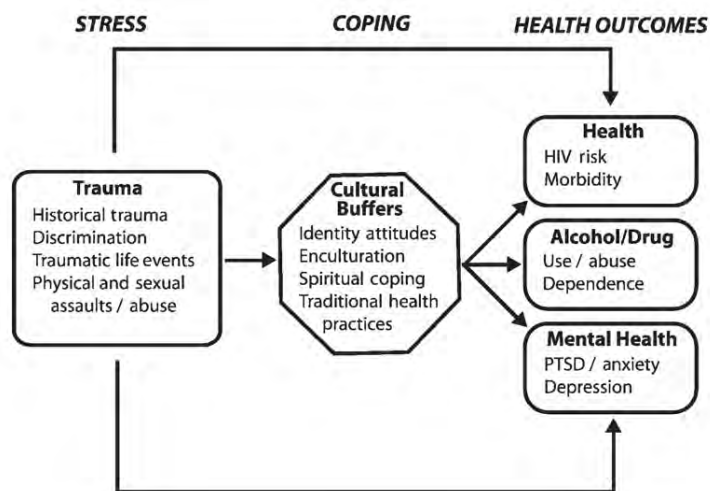 STRESS COPING HEALTH OUTCOMES
Trauma
Historical trauma
Discrimination
Traumatic life events
Physical and sexual
assaults / abuse
Cultural
Buffers
Identity attitudes
Enculturation
Spiritual coping
Traditional health
practices
Health
HIV risk
Morbidity
Alcohol/Drug
Use / abuse
Dependence
Mental Health
PTSD / anxiety
Depression